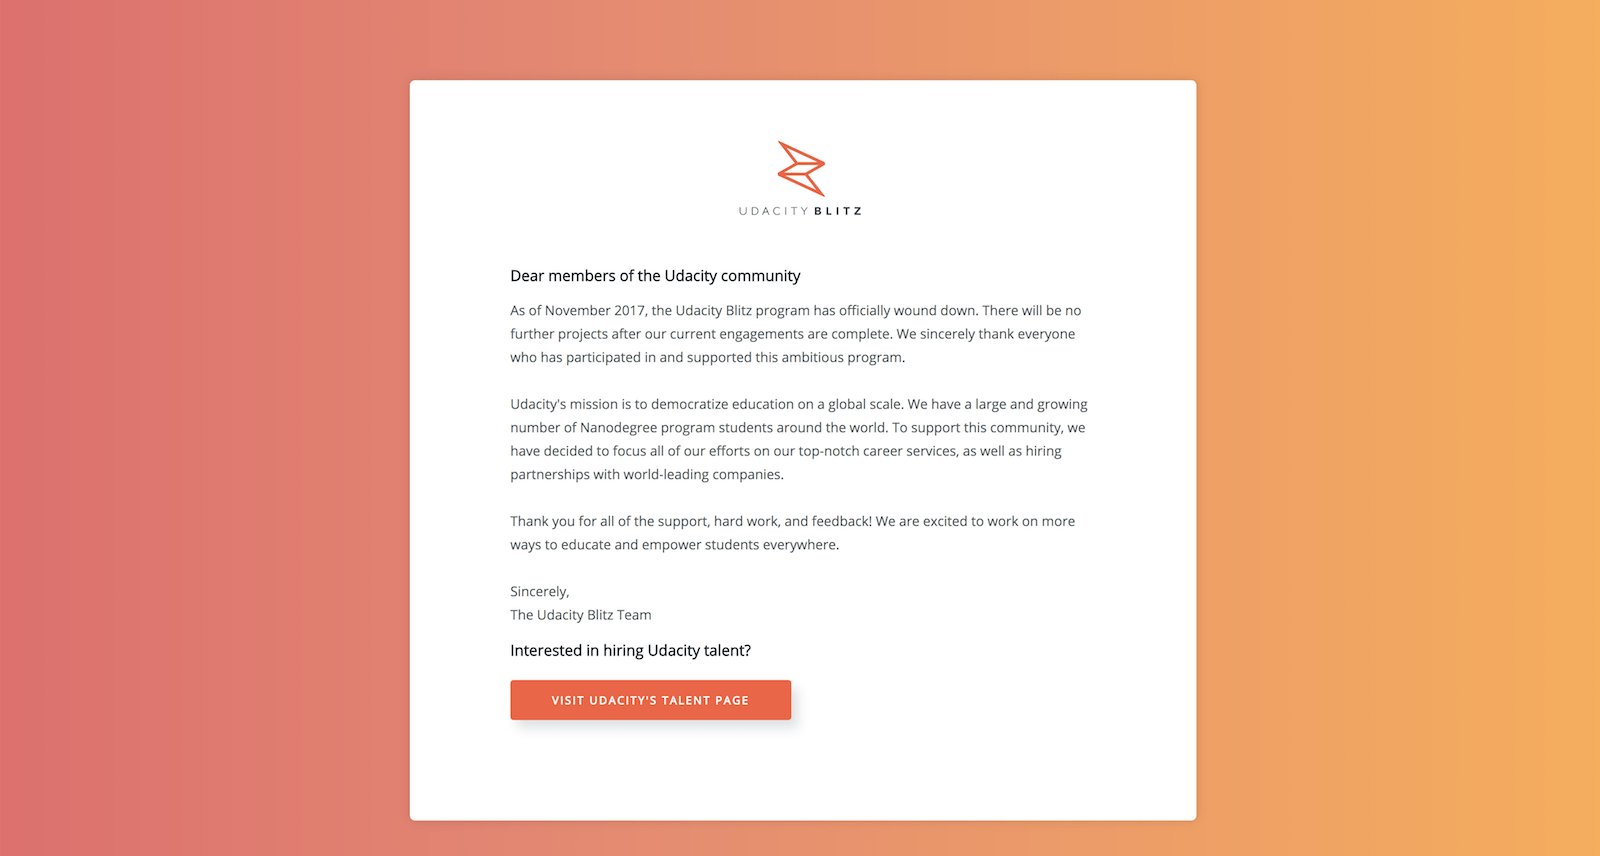 UDACITY BLITZ
Dear members of the Udacity community
As of November 2017, the Udacity Blitz program has officially wound down. There will be no
further projects after our current engagements are complete. We sincerely thank everyone
who has participated in and supported this ambitious program.
Udacity's mission is to democratize education on a global scale. We have a large and growing
number of Nanodegree program students around the world. To support this community, we
have decided to focus all of our efforts on our top-notch career services, as well as hiring
partnerships with world-leading companies.
Thank you for all of the support, hard work, and feedback! We are excited to work on more
ways to educate and empower students everywhere.
Sincerely,
The Udacity Blitz Team
Interested in hiring Udacity talent?
VISIT UDACITY'S TALENT PAGE